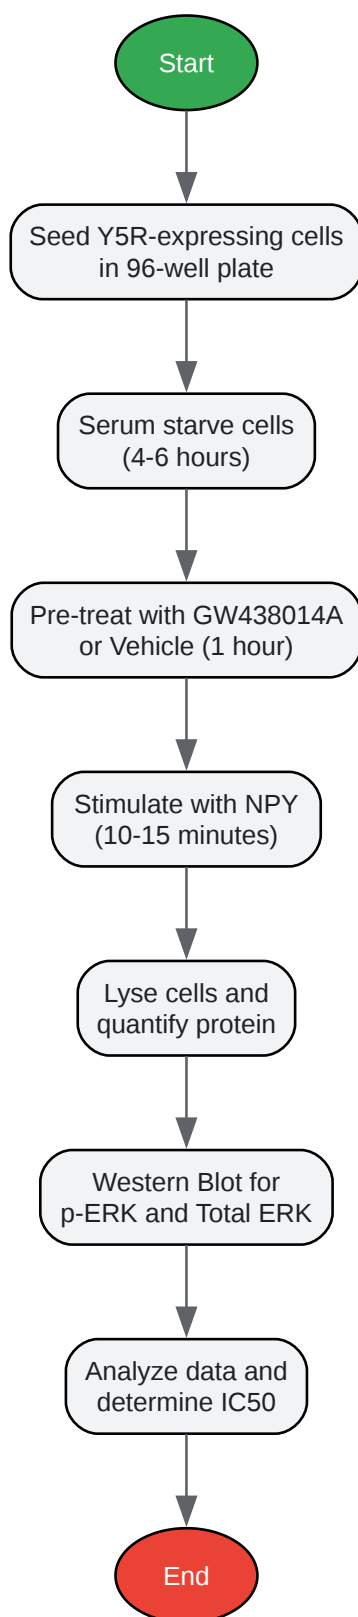 Start
Seed Y5R-expressing cells
in 96-well plate
Serum starve cells
(4-6 hours)
Pre-treat with GW438014A
or Vehicle (1 hour)
Stimulate with NPY
(10-15 minutes)
Lyse cells and
quantify protein
Western Blot for
p-ERK and Total ERK
Analyze data and
determine IC50
End